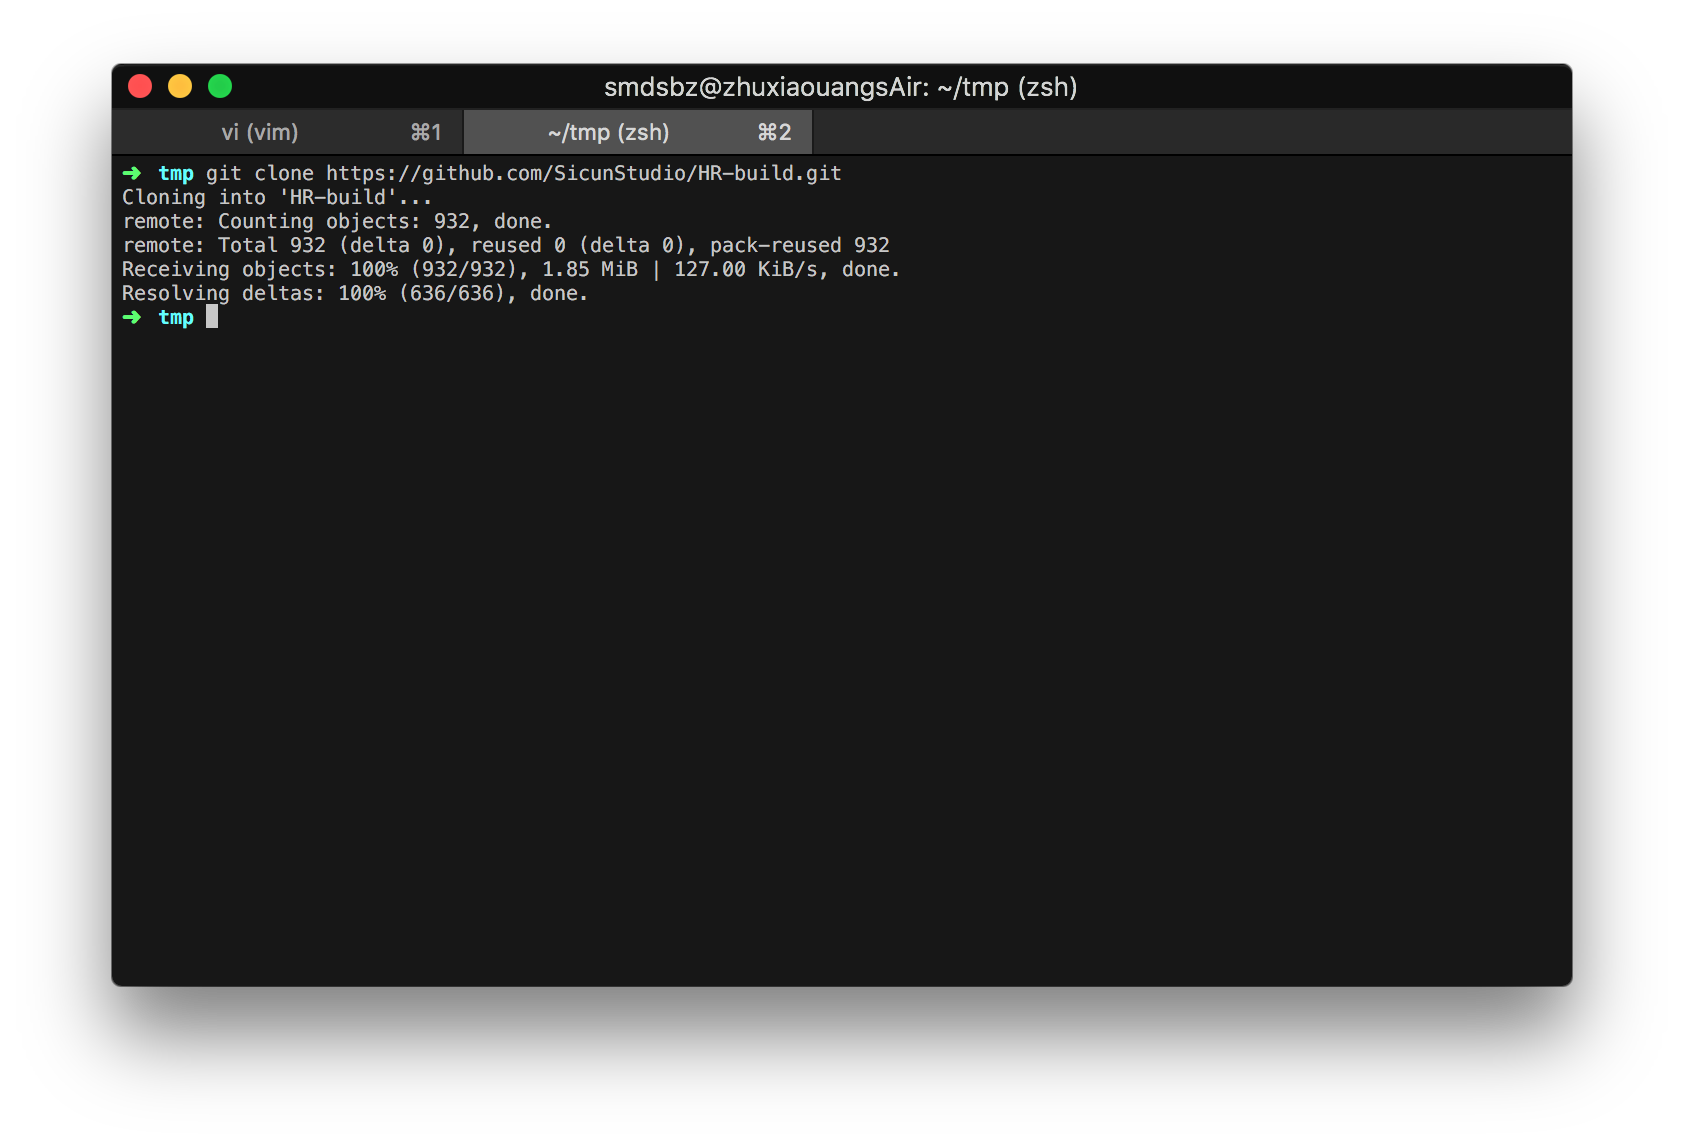 smdsbz@zhuxiaouangsAir: ~/tmp (zsh)
vi (vim) ⌘1 ~/tmp (zsh) ⌘2
➜ tmp git clone https://github.com/SicunStudio/HR-build.git
Cloning into 'HR-build'...
remote: Counting objects: 932, done.
remote: Total 932 (delta 0), reused 0 (delta 0), pack-reused 932
Receiving objects: 100% (932/932), 1.85 MiB | 127.00 KiB/s, done.
Resolving deltas: 100% (636/636), done.
➜ tmp